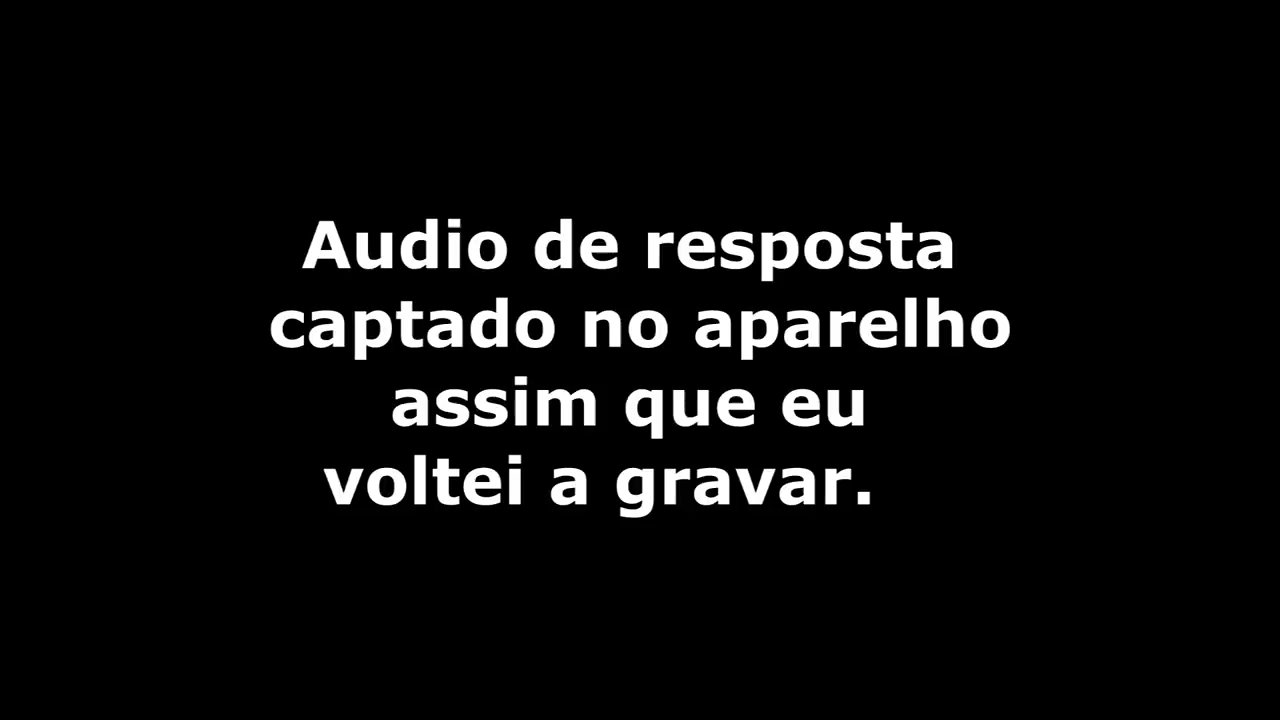 Audio de resposta
captado no aparelho
assim que eu
voltei a gravar.